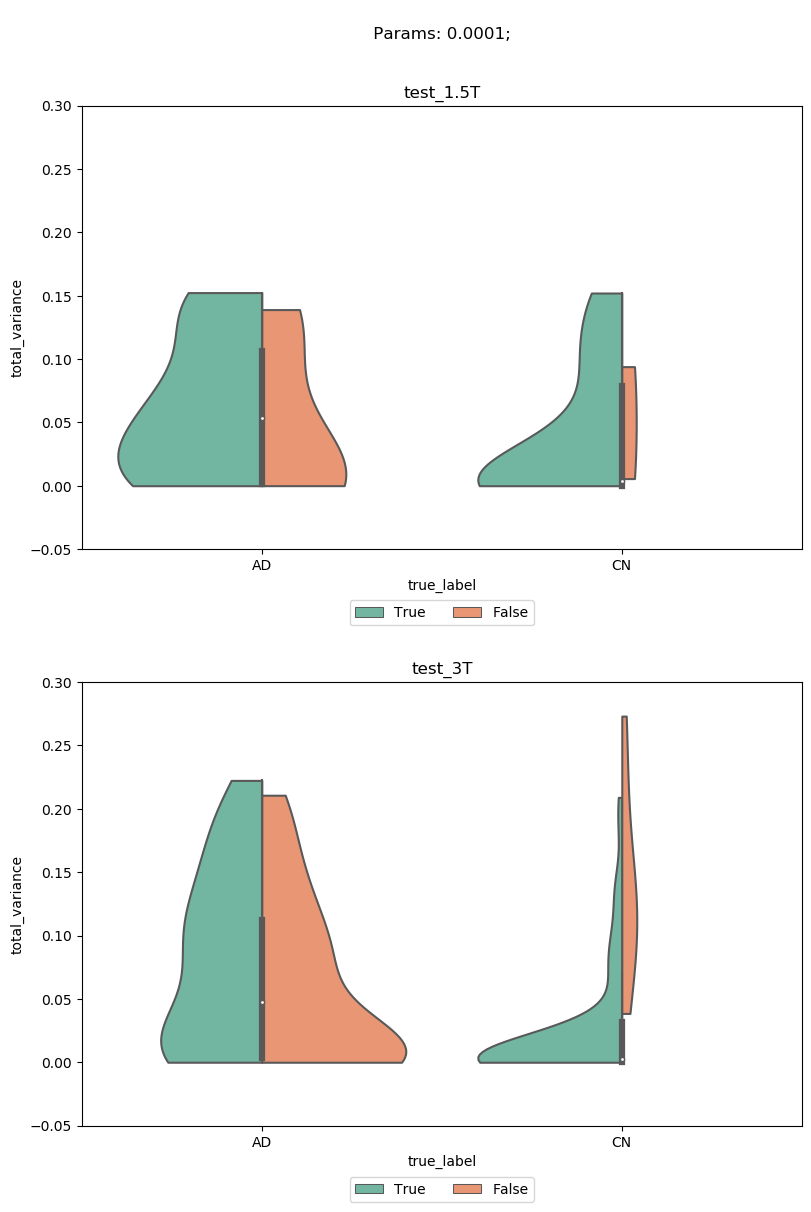 Params: 0.0001;
test_1.5T
0.30
0.25
0.20
0.15
0.10
0.05
0.00
−0.05
total_variance
AD CN
true_label
True False
test_3T
0.30
0.25
0.20
0.15
0.10
0.05
0.00
−0.05
total_variance
AD CN
true_label
True False